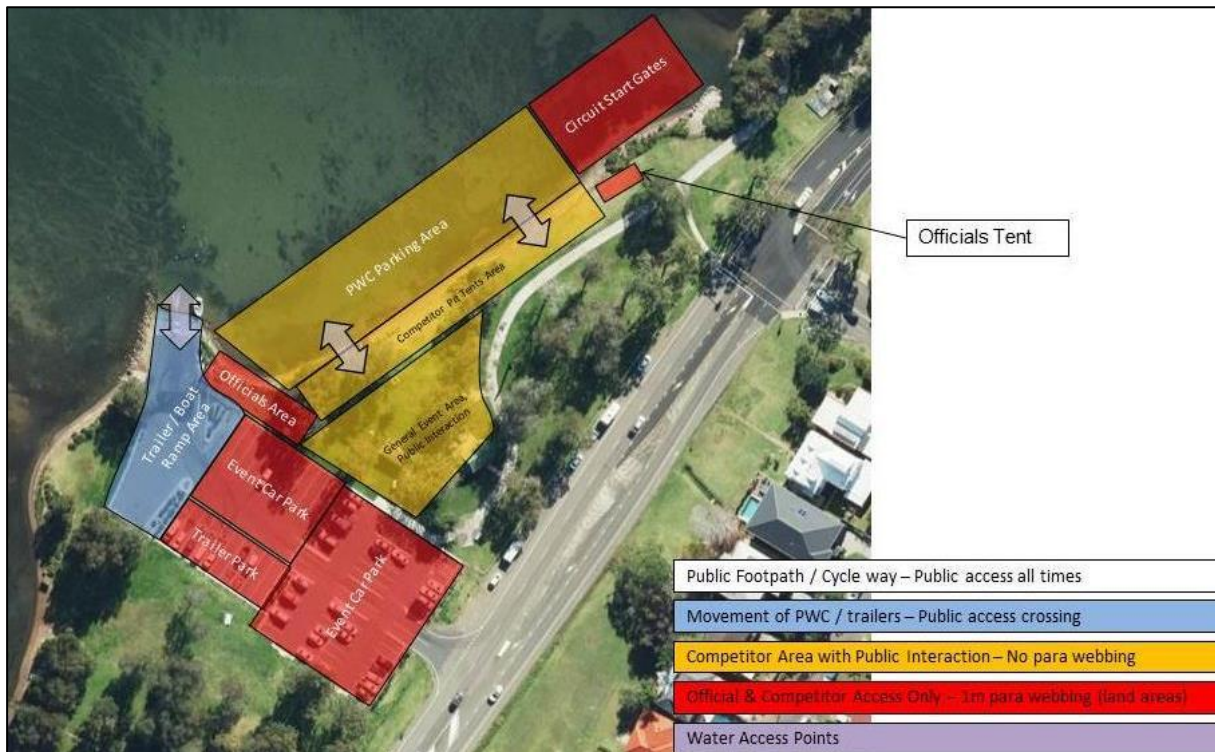 Circuit Start Gates
PWC Parking Area
Competitor Pit Tents Area
Officials Tent
Officials Area
Trailer / Boat
Ramp Area
General Event Area,
Public Interaction
Event Car Park
Trailer Park
Event Car Park
Public Footpath / Cycle way – Public access all times
Movement of PWC / trailers – Public access crossing
Competitor Area with Public Interaction – No para webbing
Official & Competitor Access Only – 1m para webbing (land areas)
Water Access Points